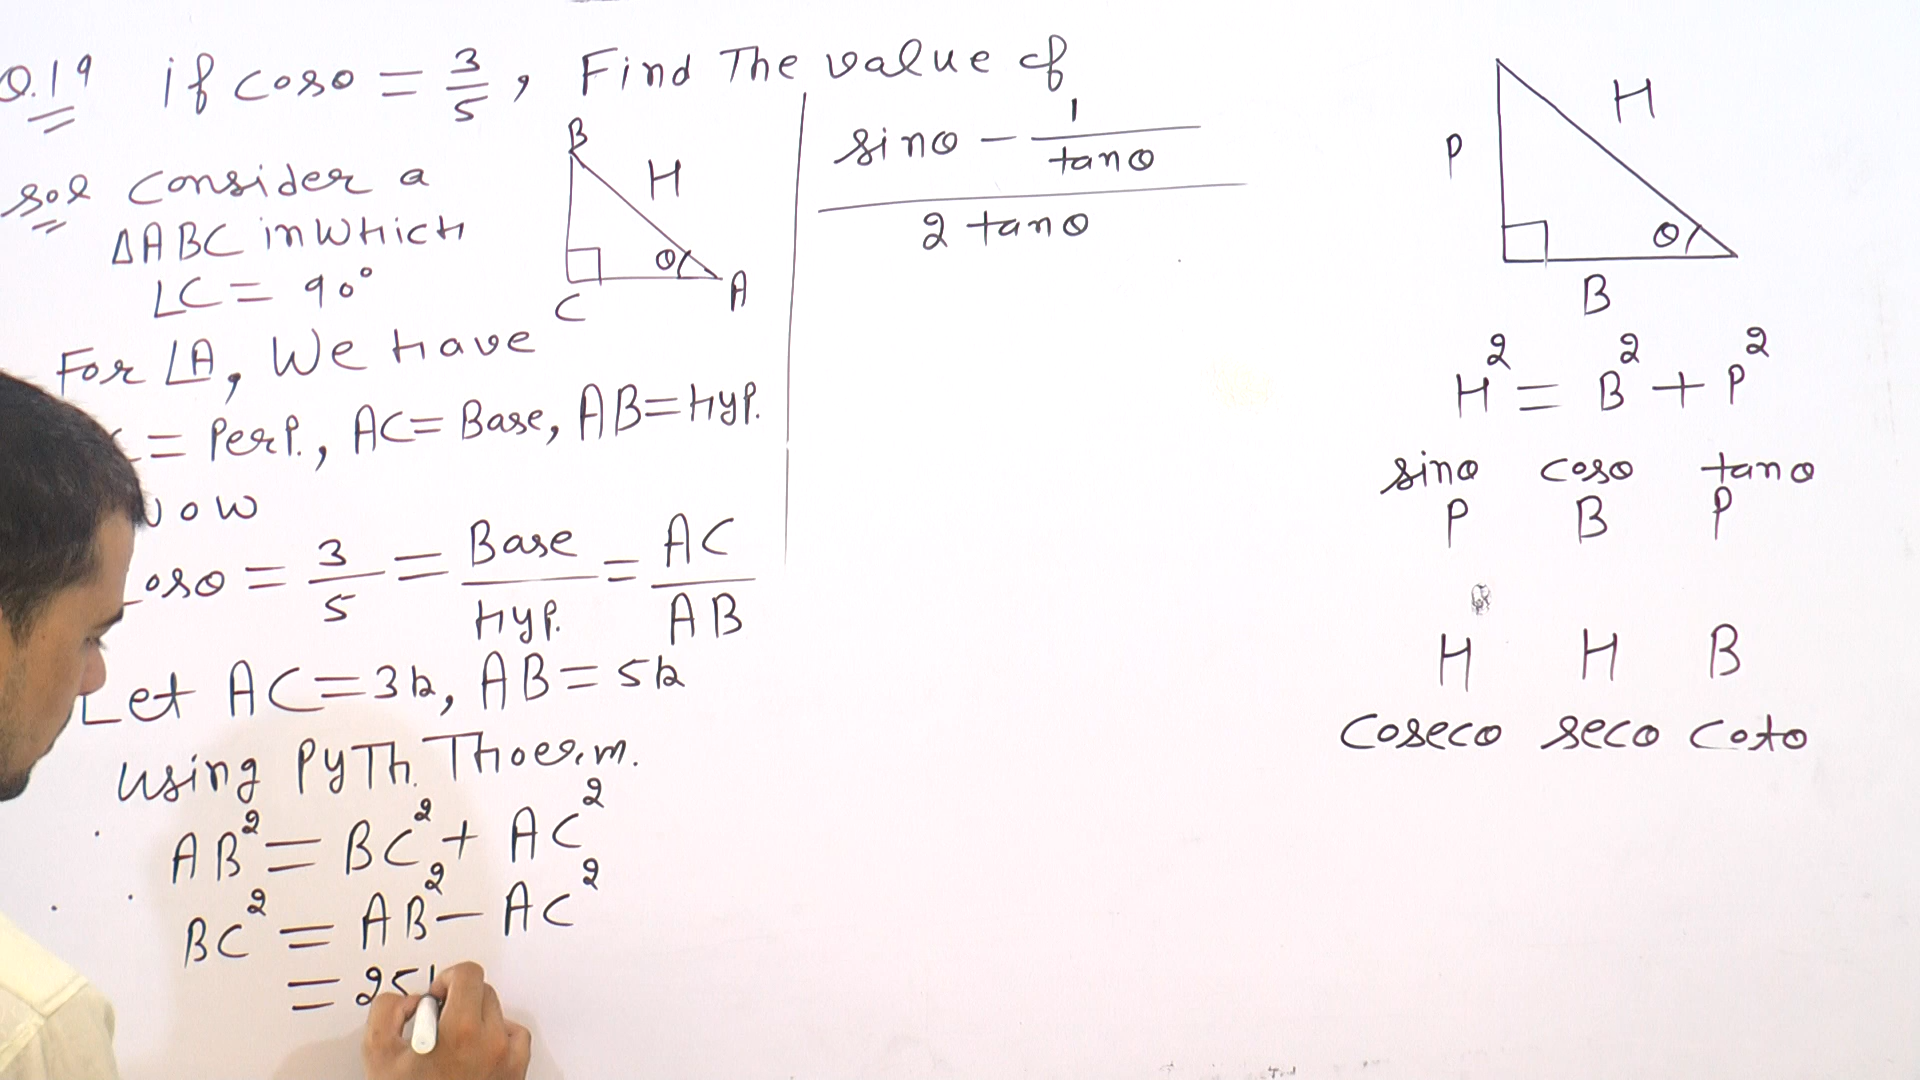 Q.19 if cosθ = 3/5, Find The value of
sinθ - 1/tanθ
2 tanθ
Sol Consider a
ΔABC in which
∠C = 90°
B
H
θ
C
A
For ∠A, We have
= Perp., AC = Base, AB = Hyp.
cosθ = 3/5 = Base/Hyp. = AC/AB
Let AC = 3k, AB = 5k
Using PyTh. Thoerm.
AB² = BC² + AC²
BC² = AB² - AC²
= 25
H
P
θ
B
H² = B² + P²
sinθ cosθ tanθ
P B P
H H B
Cosecθ secθ Cotθ